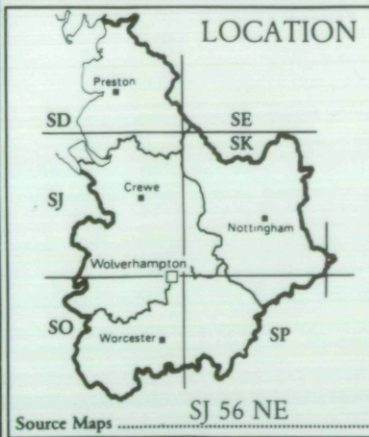 LOCATION
Preston
SD SE
SK
SJ Crewe
Nottingham
Wolverhampton
SO SP
Worcester
SJ 56 NE
Source Maps